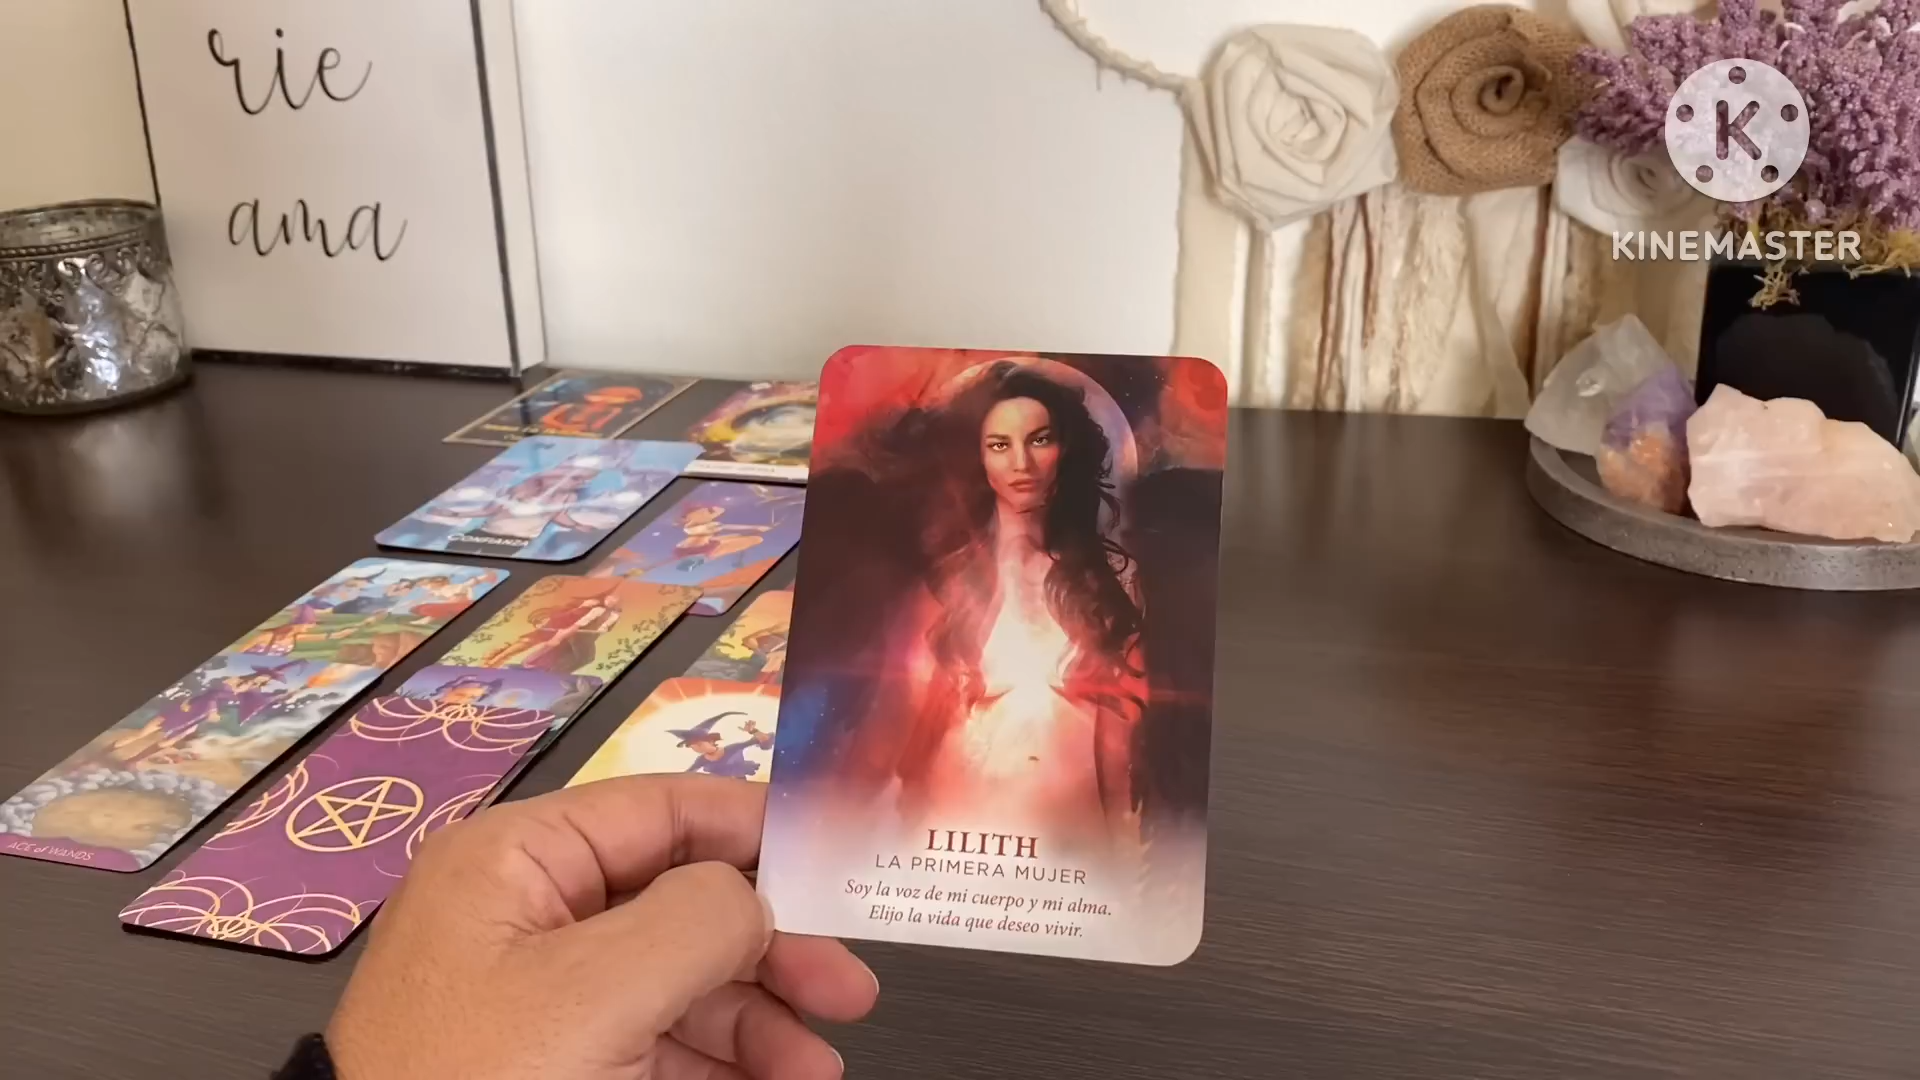 rie
ama
K
KINEMASTER
CONFIANZA
ACE of WANDS
LILITH
LA PRIMERA MUJER
Soy la voz de mi cuerpo y mi alma.
Elijo la vida que deseo vivir.